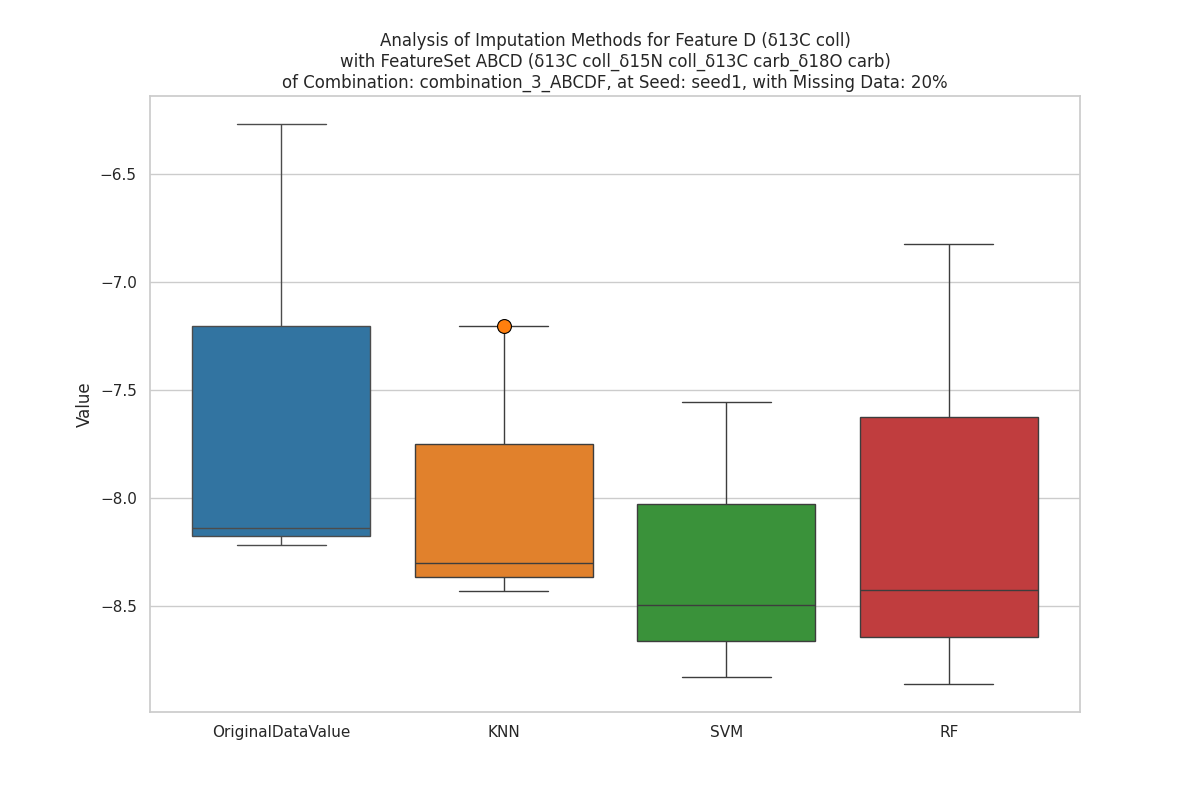 Analysis of Imputation Methods for Feature D (δ13C coll)
with FeatureSet ABCD (δ13C coll_δ15N coll_δ13C carb_δ18O carb)
of Combination: combination_3_ABCDF, at Seed: seed1, with Missing Data: 20%
Value
−6.5
−7.0
−7.5
−8.0
−8.5
OriginalDataValue
KNN
SVM
RF